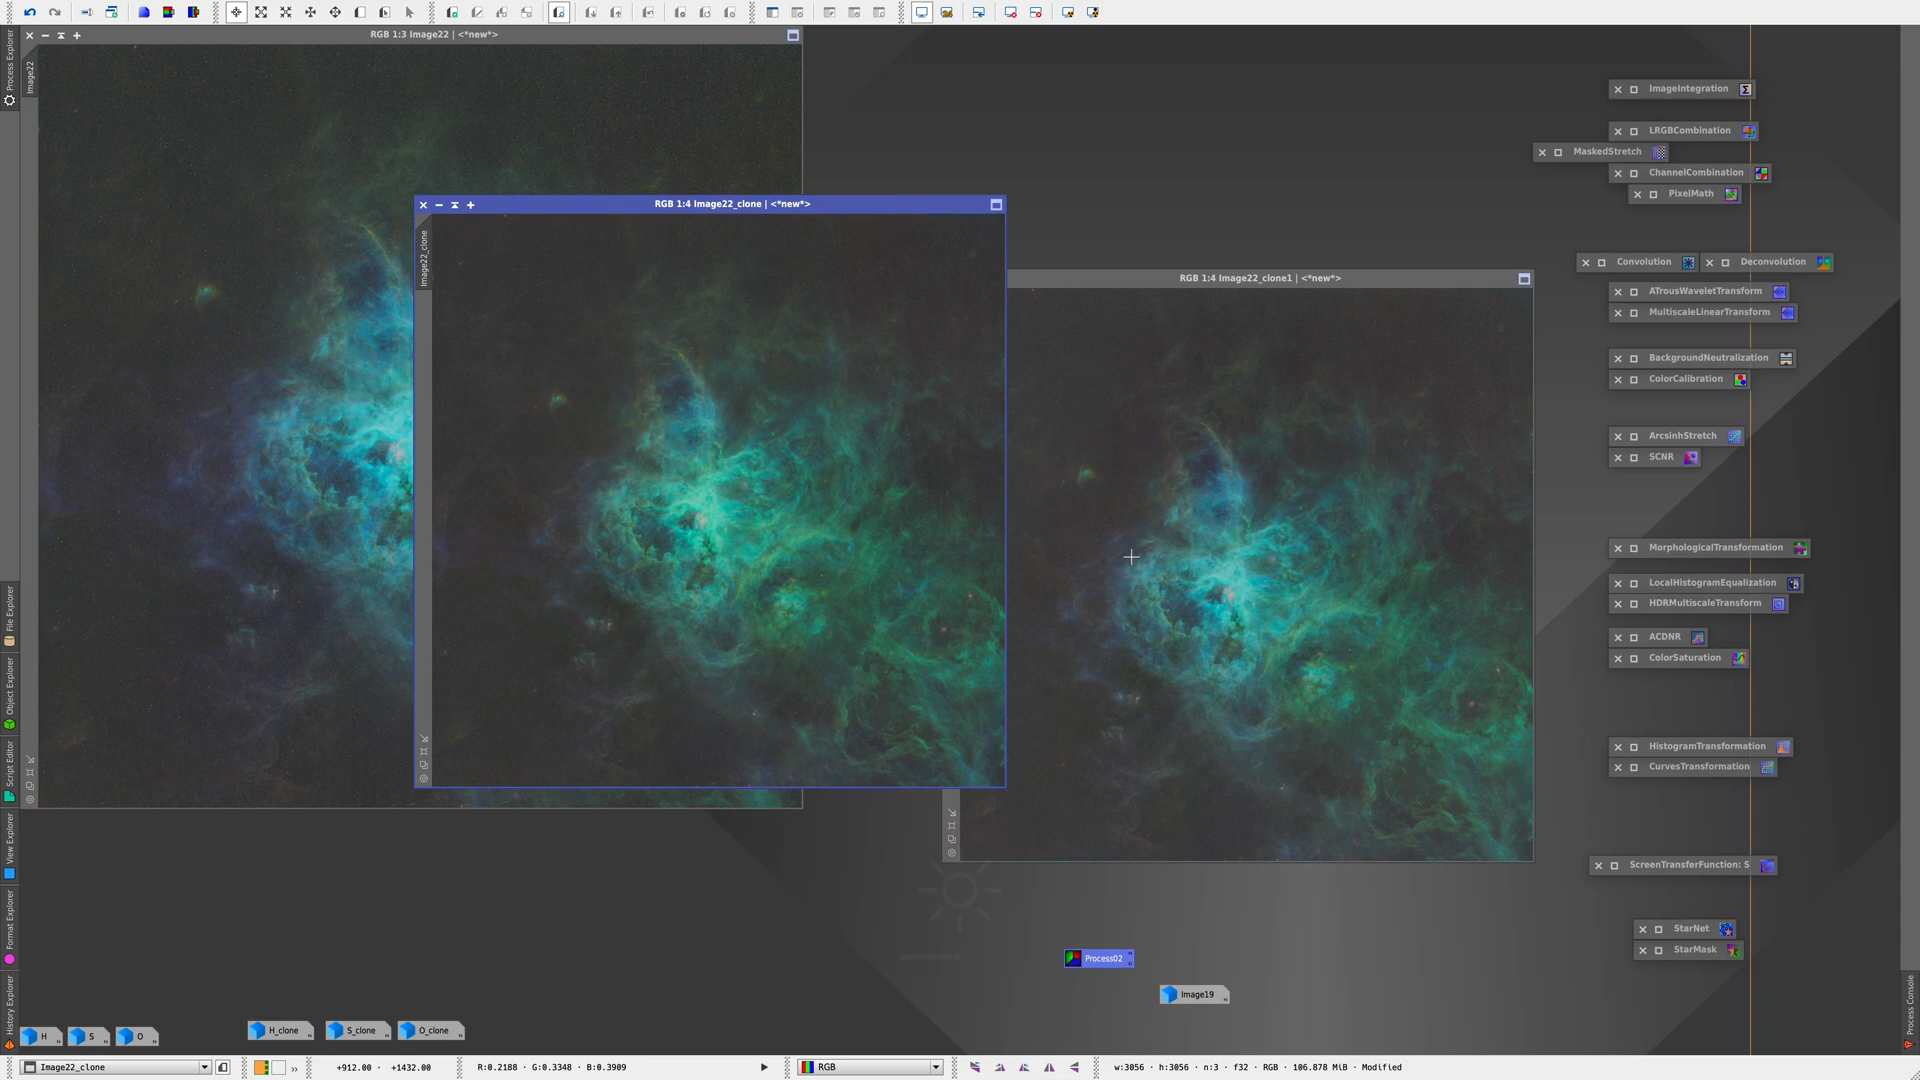 RGB 1:3 Image22 | <*new*>
Process Explorer
Image22
ImageIntegration
LRGBCombination
MaskedStretch
ChannelCombination
PixelMath
RGB 1:4 Image22_clone | <*new*>
Image22_clone
Convolution
Deconvolution
RGB 1:4 Image22_clone1 | <*new*>
ATrousWaveletTransform
MultiscaleLinearTransform
BackgroundNeutralization
ColorCalibration
ArcsinhStretch
SCNR
MorphologicalTransformation
LocalHistogramEqualization
HDRMultiscaleTransform
File Explorer
ACDNR
ColorSaturation
Object Explorer
HistogramTransformation
CurvesTransformation
Script Editor
View Explorer
ScreenTransferFunction: S
Format Explorer
StarNet
StarMask
Process02
Image19
History Explorer
Process Console
H
S
O
H_clone
S_clone
O_clone
Image22_clone
+912.00 · +1432.00
R:0.2188 · G:0.3348 · B:0.3909
RGB
w:3056 · h:3056 · n:3 · f32 · RGB · 106.878 MiB · Modified